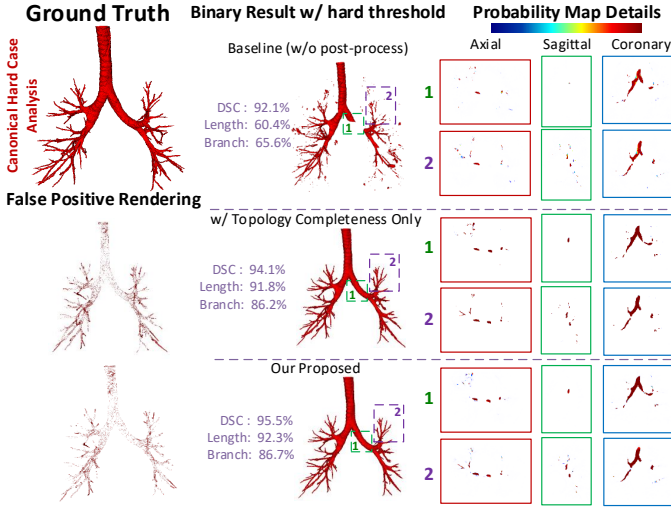 Ground Truth
Canonical Hard Case
Analysis
False Positive Rendering
Binary Result w/ hard threshold
Baseline (w/o post-process)
DSC : 92.1%
Length: 60.4%
Branch: 65.6%
1
2
w/ Topology Completeness Only
DSC : 94.1%
Length: 91.8%
Branch: 86.2%
1
2
Our Proposed
DSC : 95.5%
Length: 92.3%
Branch: 86.7%
1
2
Probability Map Details
Axial
Sagittal
Coronary
1
2
1
2
1
2